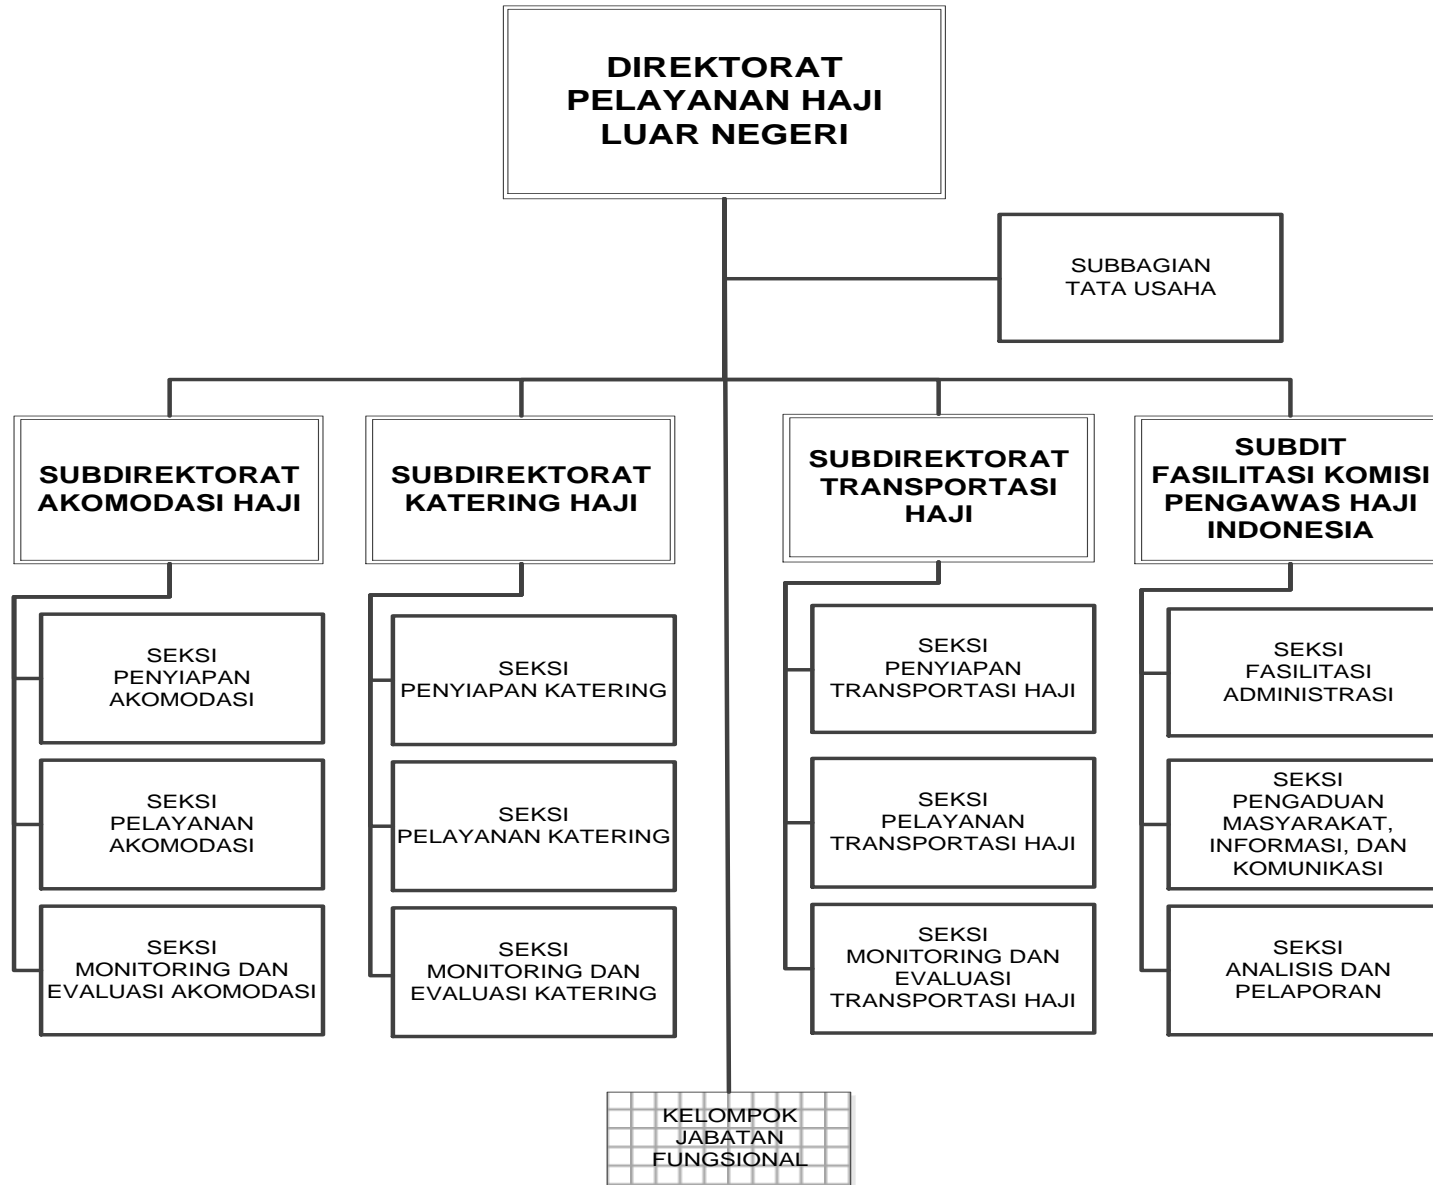 DIREKTORAT
PELAYANAN HAJI
LUAR NEGERI
SUBBAGIAN
TATA USAHA
SUBDIREKTORAT
AKOMODASI HAJI
SUBDIREKTORAT
KATERING HAJI
SUBDIREKTORAT
TRANSPORTASI
HAJI
SUBDIT
FASILITASI KOMISI
PENGAWAS HAJI
INDONESIA
SEKSI
PENYIAPAN
AKOMODASI
SEKSI
PENYIAPAN KATERING
SEKSI
PENYIAPAN
TRANSPORTASI HAJI
SEKSI
FASILITASI
ADMINISTRASI
SEKSI
PELAYANAN
AKOMODASI
SEKSI
PELAYANAN KATERING
SEKSI
PELAYANAN
TRANSPORTASI HAJI
SEKSI
PENGADUAN
MASYARAKAT,
INFORMASI, DAN
KOMUNIKASI
SEKSI
MONITORING DAN
EVALUASI AKOMODASI
SEKSI
MONITORING DAN
EVALUASI KATERING
SEKSI
MONITORING DAN
EVALUASI
TRANSPORTASI HAJI
SEKSI
ANALISIS DAN
PELAPORAN
KELOMPOK
JABATAN
FUNGSIONAL